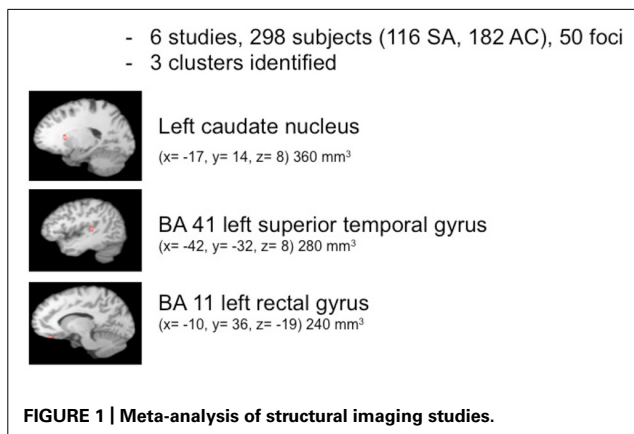 - 6 studies, 298 subjects (116 SA, 182 AC), 50 foci
- 3 clusters identified
Left caudate nucleus
(x= -17, y= 14, z= 8) 360 mm³
BA 41 left superior temporal gyrus
(x= -42, y= -32, z= 8) 280 mm³
BA 11 left rectal gyrus
(x= -10, y= 36, z= -19) 240 mm³
FIGURE 1 | Meta-analysis of structural imaging studies.